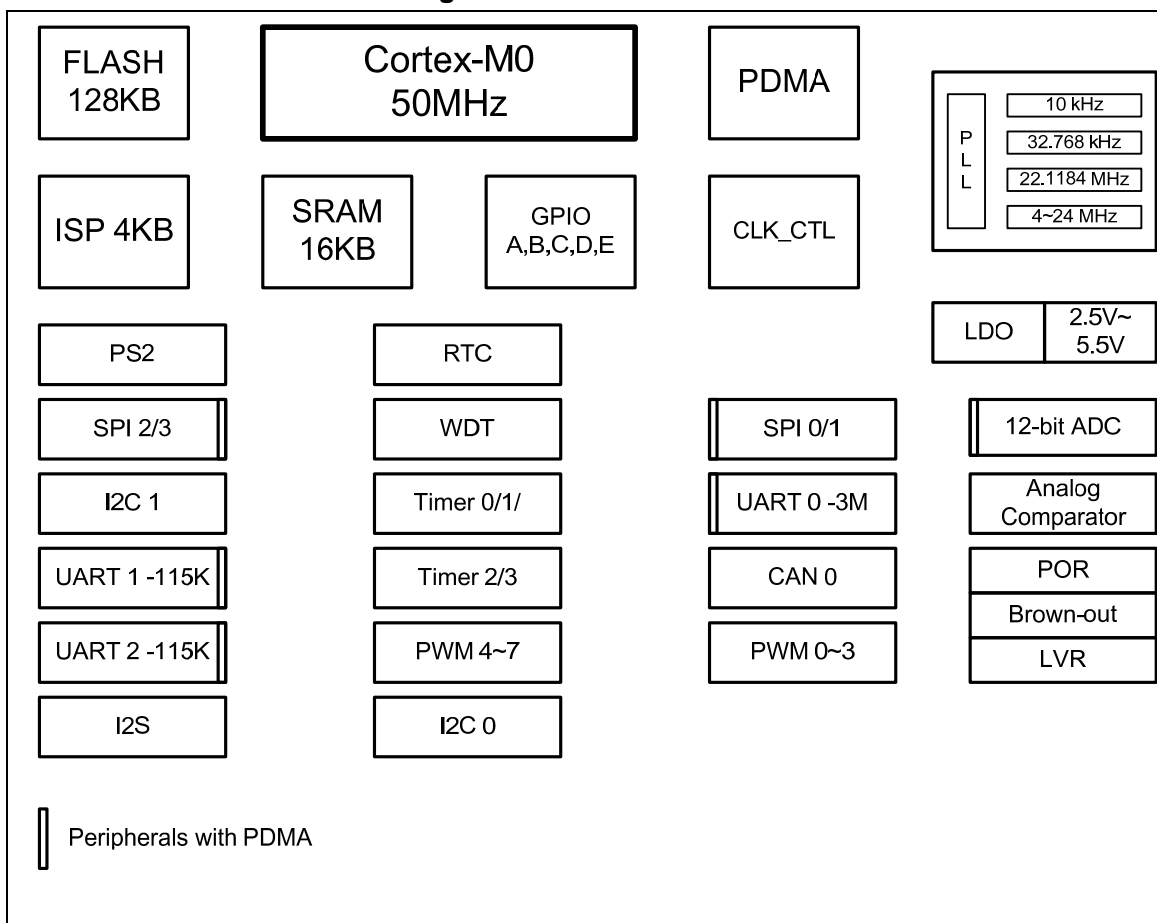 FLASH
128KB
Cortex-M0
50MHz
PDMA
P
L
L
10 kHz
32.768 kHz
22.1184 MHz
4~24 MHz
ISP 4KB
SRAM
16KB
GPIO
A,B,C,D,E
CLK_CTL
LDO
2.5V~
5.5V
PS2
RTC
SPI 2/3
WDT
SPI 0/1
12-bit ADC
I2C 1
Timer 0/1/
UART 0 -3M
Analog
Comparator
UART 1 -115K
Timer 2/3
CAN 0
POR
Brown-out
UART 2 -115K
PWM 4~7
PWM 0~3
LVR
I2S
I2C 0
Peripherals with PDMA